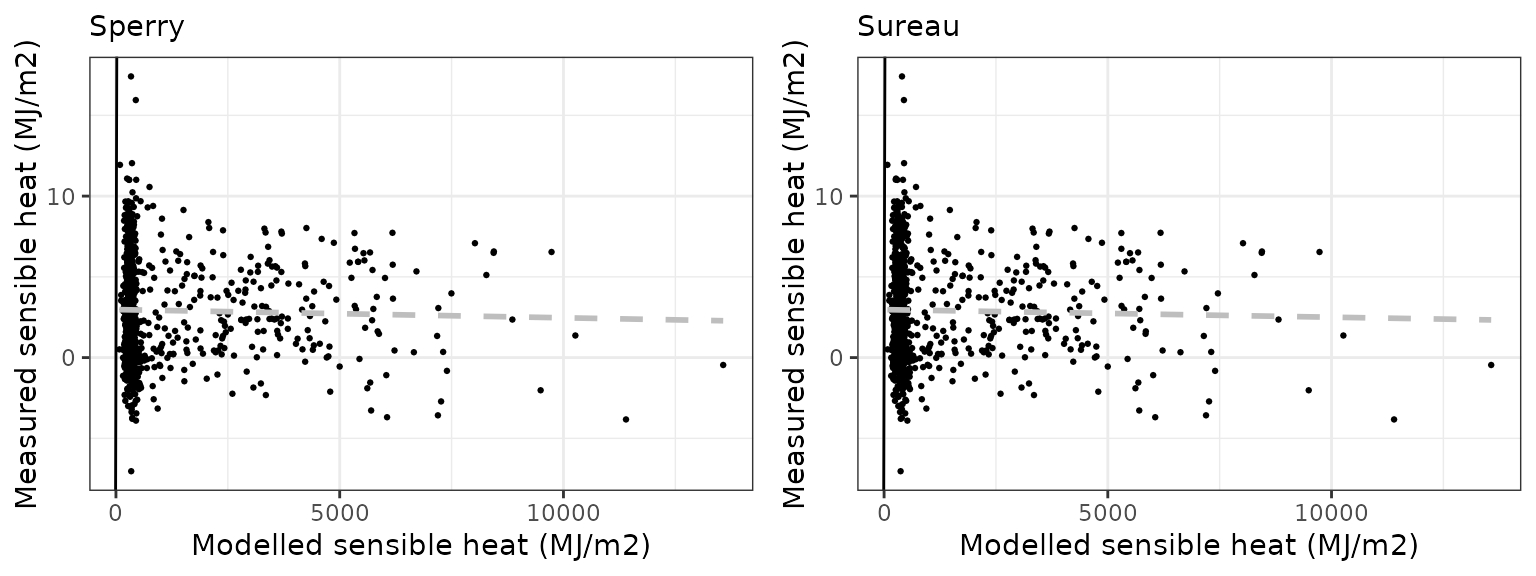 Sperry
Measured sensible heat (MJ/m2)
10
0
0 5000 10000
Modelled sensible heat (MJ/m2)
Sureau
Measured sensible heat (MJ/m2)
10
0
0 5000 10000
Modelled sensible heat (MJ/m2)